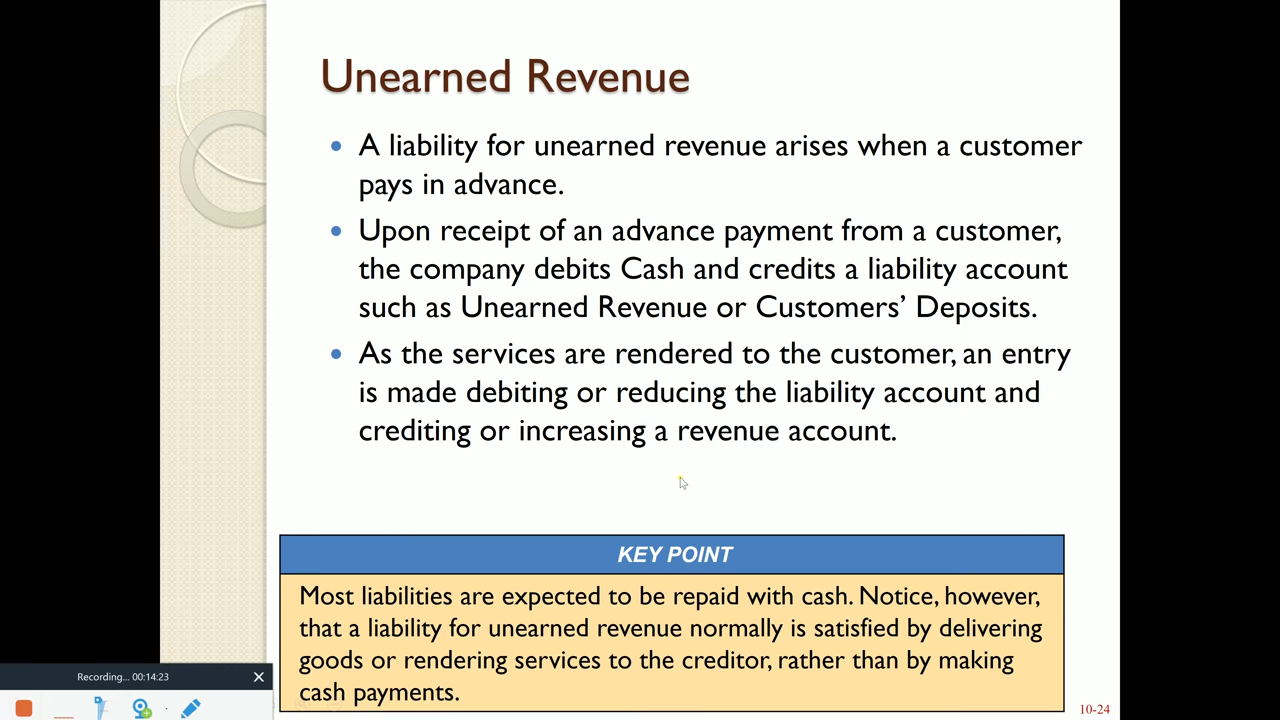 Unearned Revenue
• A liability for unearned revenue arises when a customer
pays in advance.
• Upon receipt of an advance payment from a customer,
the company debits Cash and credits a liability account
such as Unearned Revenue or Customers’ Deposits.
• As the services are rendered to the customer, an entry
is made debiting or reducing the liability account and
crediting or increasing a revenue account.
KEY POINT
Most liabilities are expected to be repaid with cash. Notice, however,
that a liability for unearned revenue normally is satisfied by delivering
goods or rendering services to the creditor, rather than by making
cash payments.
Recording... 00:14:23
10-24